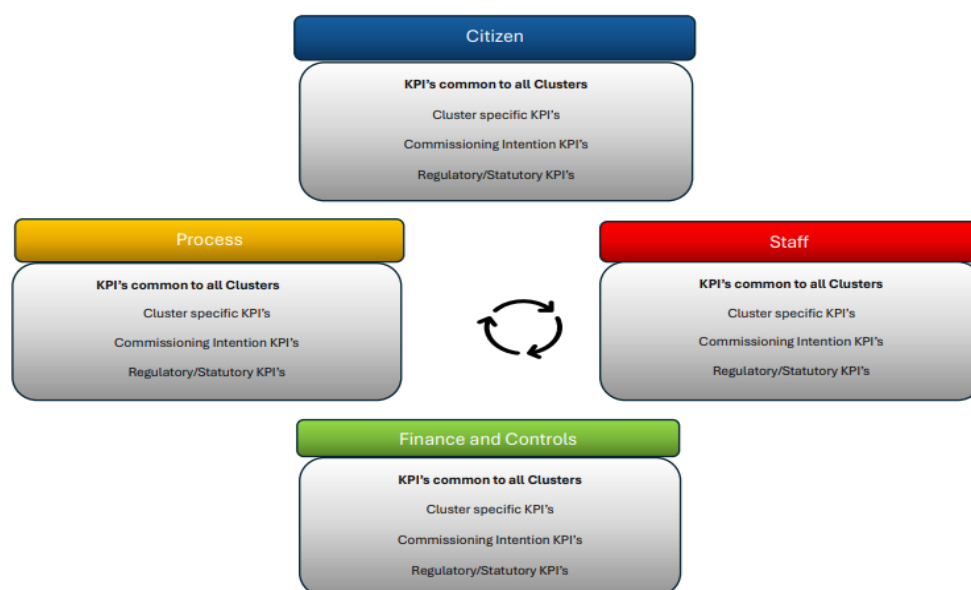 Citizen
KPI's common to all Clusters
Cluster specific KPI's
Commissioning Intention KPI's
Regulatory/Statutory KPI's
Process
KPI's common to all Clusters
Cluster specific KPI's
Commissioning Intention KPI's
Regulatory/Statutory KPI's
Staff
KPI's common to all Clusters
Cluster specific KPI's
Commissioning Intention KPI's
Regulatory/Statutory KPI's
Finance and Controls
KPI's common to all Clusters
Cluster specific KPI's
Commissioning Intention KPI's
Regulatory/Statutory KPI's